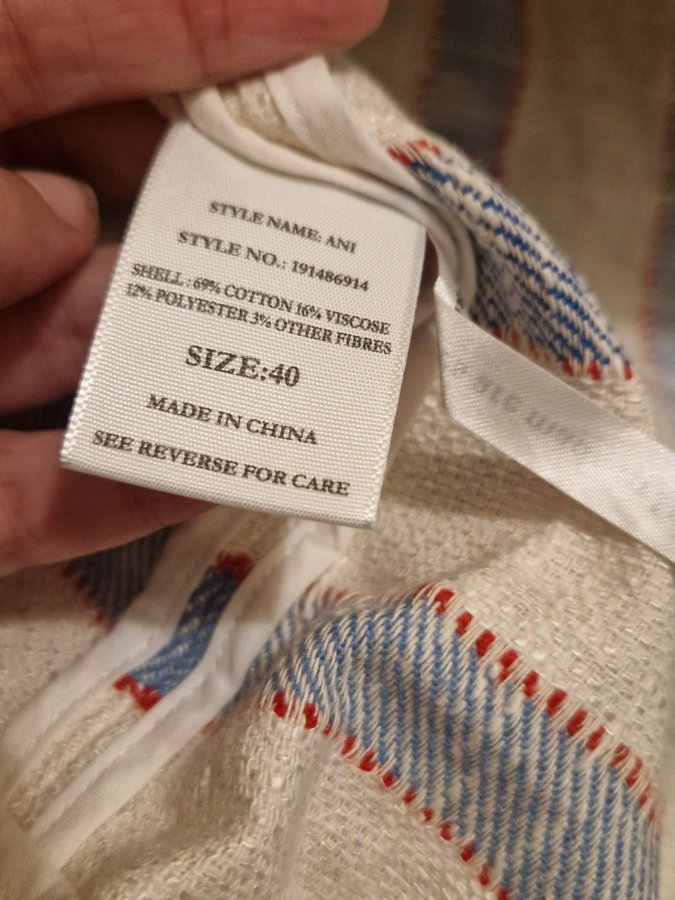 STYLE NAME: ANI
STYLE NO.: 191486914
SHELL : 69% COTTON 16% VISCOSE
12% POLYESTER 3% OTHER FIBRES
SIZE:40
MADE IN CHINA
SEE REVERSE FOR CARE